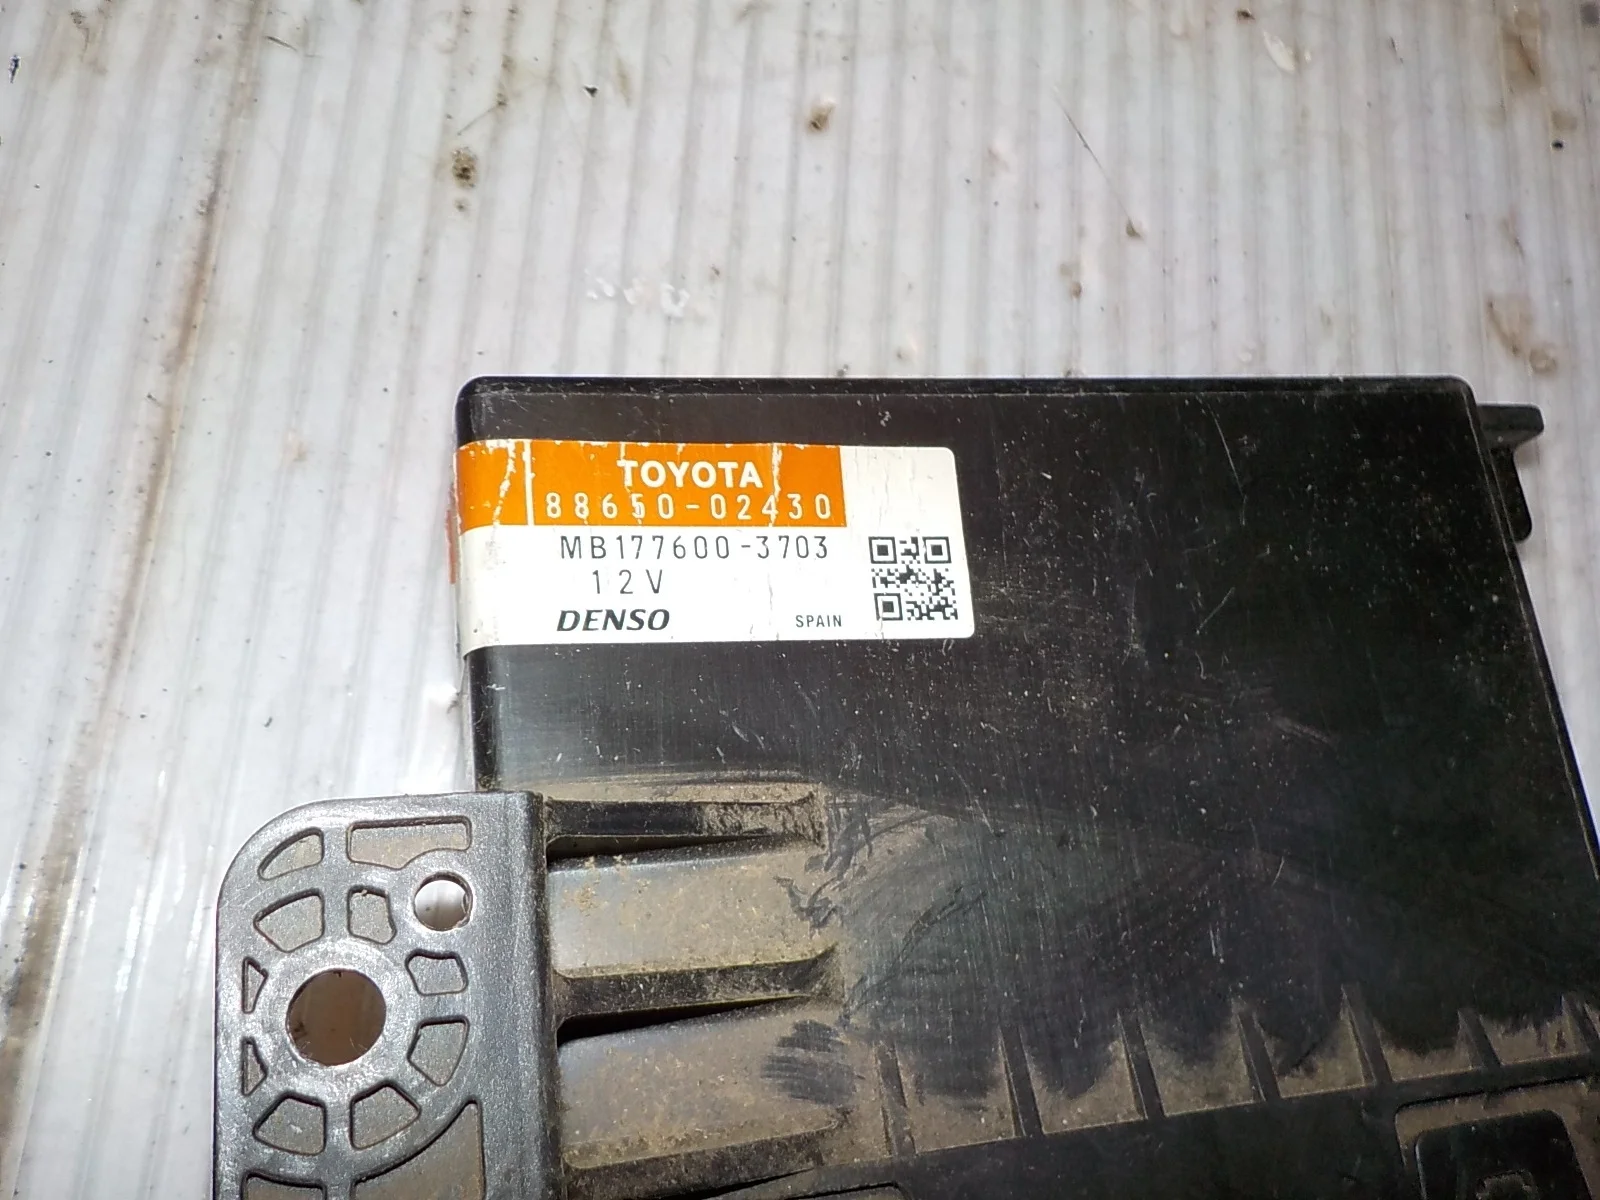 TOYOTA
88650-02430
MB177600-3703
12V
DENSO SPAIN